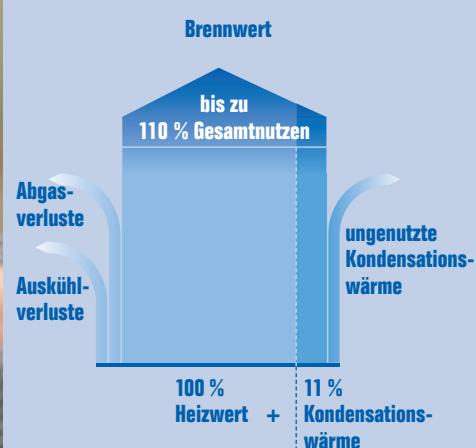 Brennwert
bis zu
110 % Gesamtnutzen
Abgas-
verluste
Auskühl-
verluste
ungenutzte
Kondensations-
wärme
100 %
Heizwert +
11 %
Kondensations-
wärme